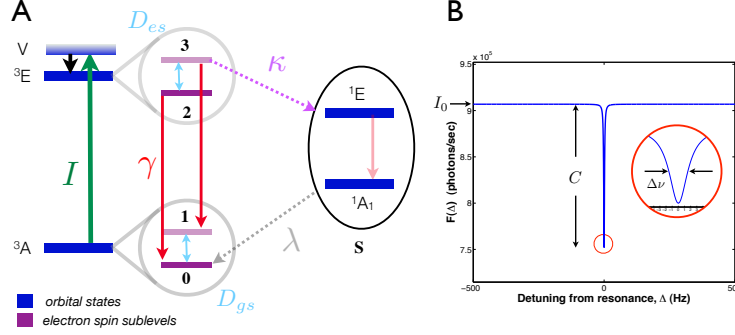 A
V
³E
³A
I
D_es
3
2
γ
1
0
D_gs
κ
λ
¹E
¹A₁
S
orbital states
electron spin sublevels
B
x 10⁵
9.5
9
8.5
8
7.5
I₀
C
Δν
F(Δ) (photons/sec)
−500
0
500
Detuning from resonance, Δ (Hz)